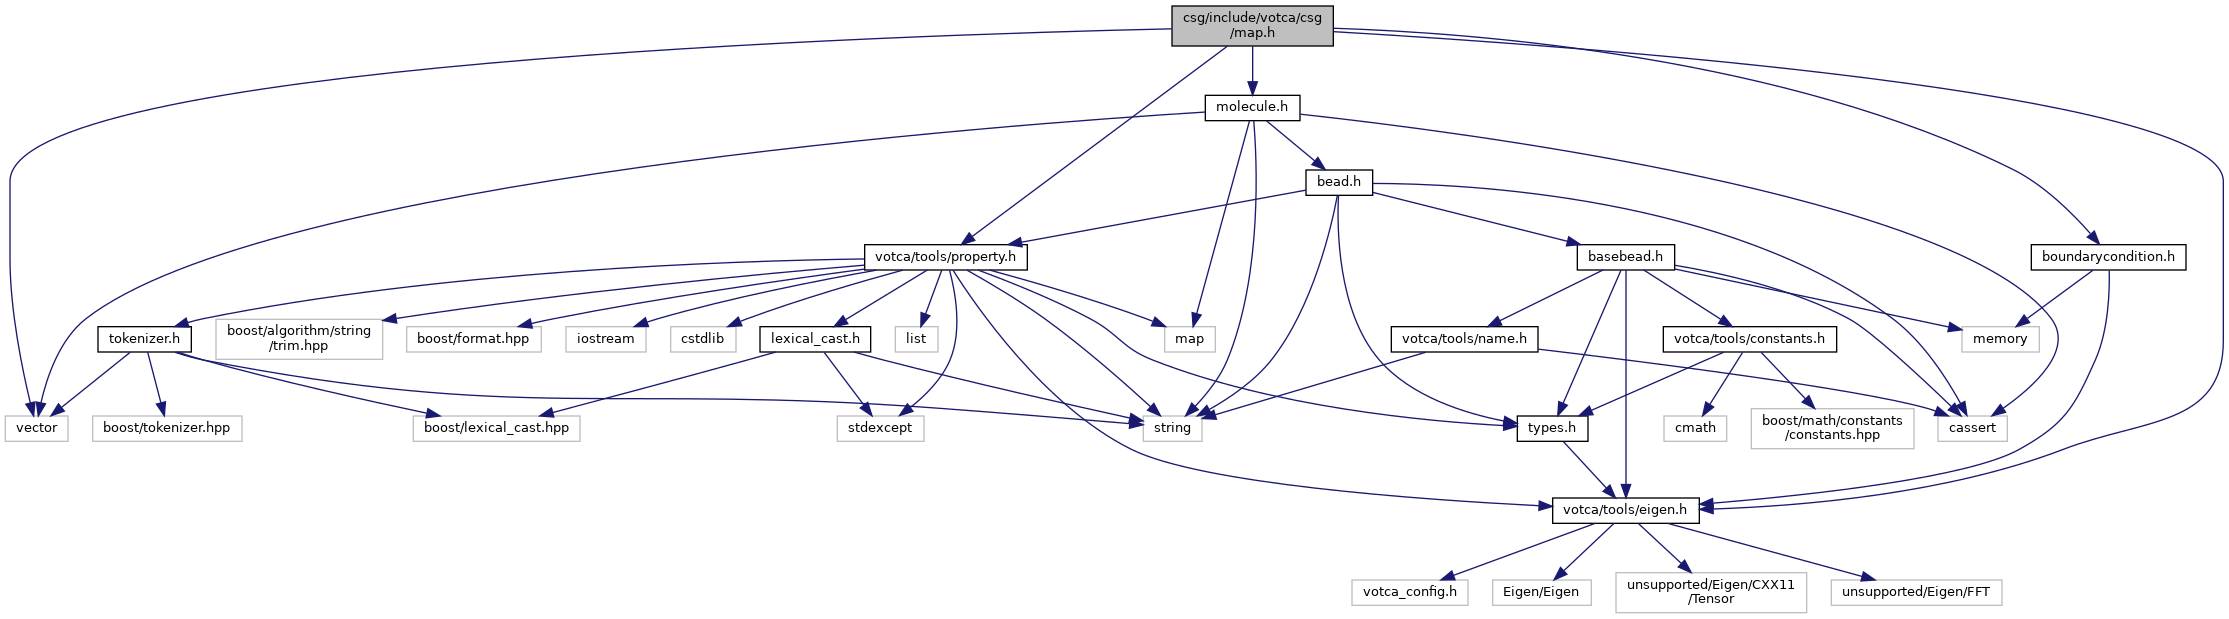 csg/include/votca/csg
/map.h
molecule.h
bead.h
votca/tools/property.h
basebead.h
boundarycondition.h
tokenizer.h
boost/algorithm/string
/trim.hpp
boost/format.hpp
iostream
cstdlib
lexical_cast.h
list
map
votca/tools/name.h
votca/tools/constants.h
memory
vector
boost/tokenizer.hpp
boost/lexical_cast.hpp
stdexcept
string
types.h
cmath
boost/math/constants
/constants.hpp
cassert
votca/tools/eigen.h
votca_config.h
Eigen/Eigen
unsupported/Eigen/CXX11
/Tensor
unsupported/Eigen/FFT